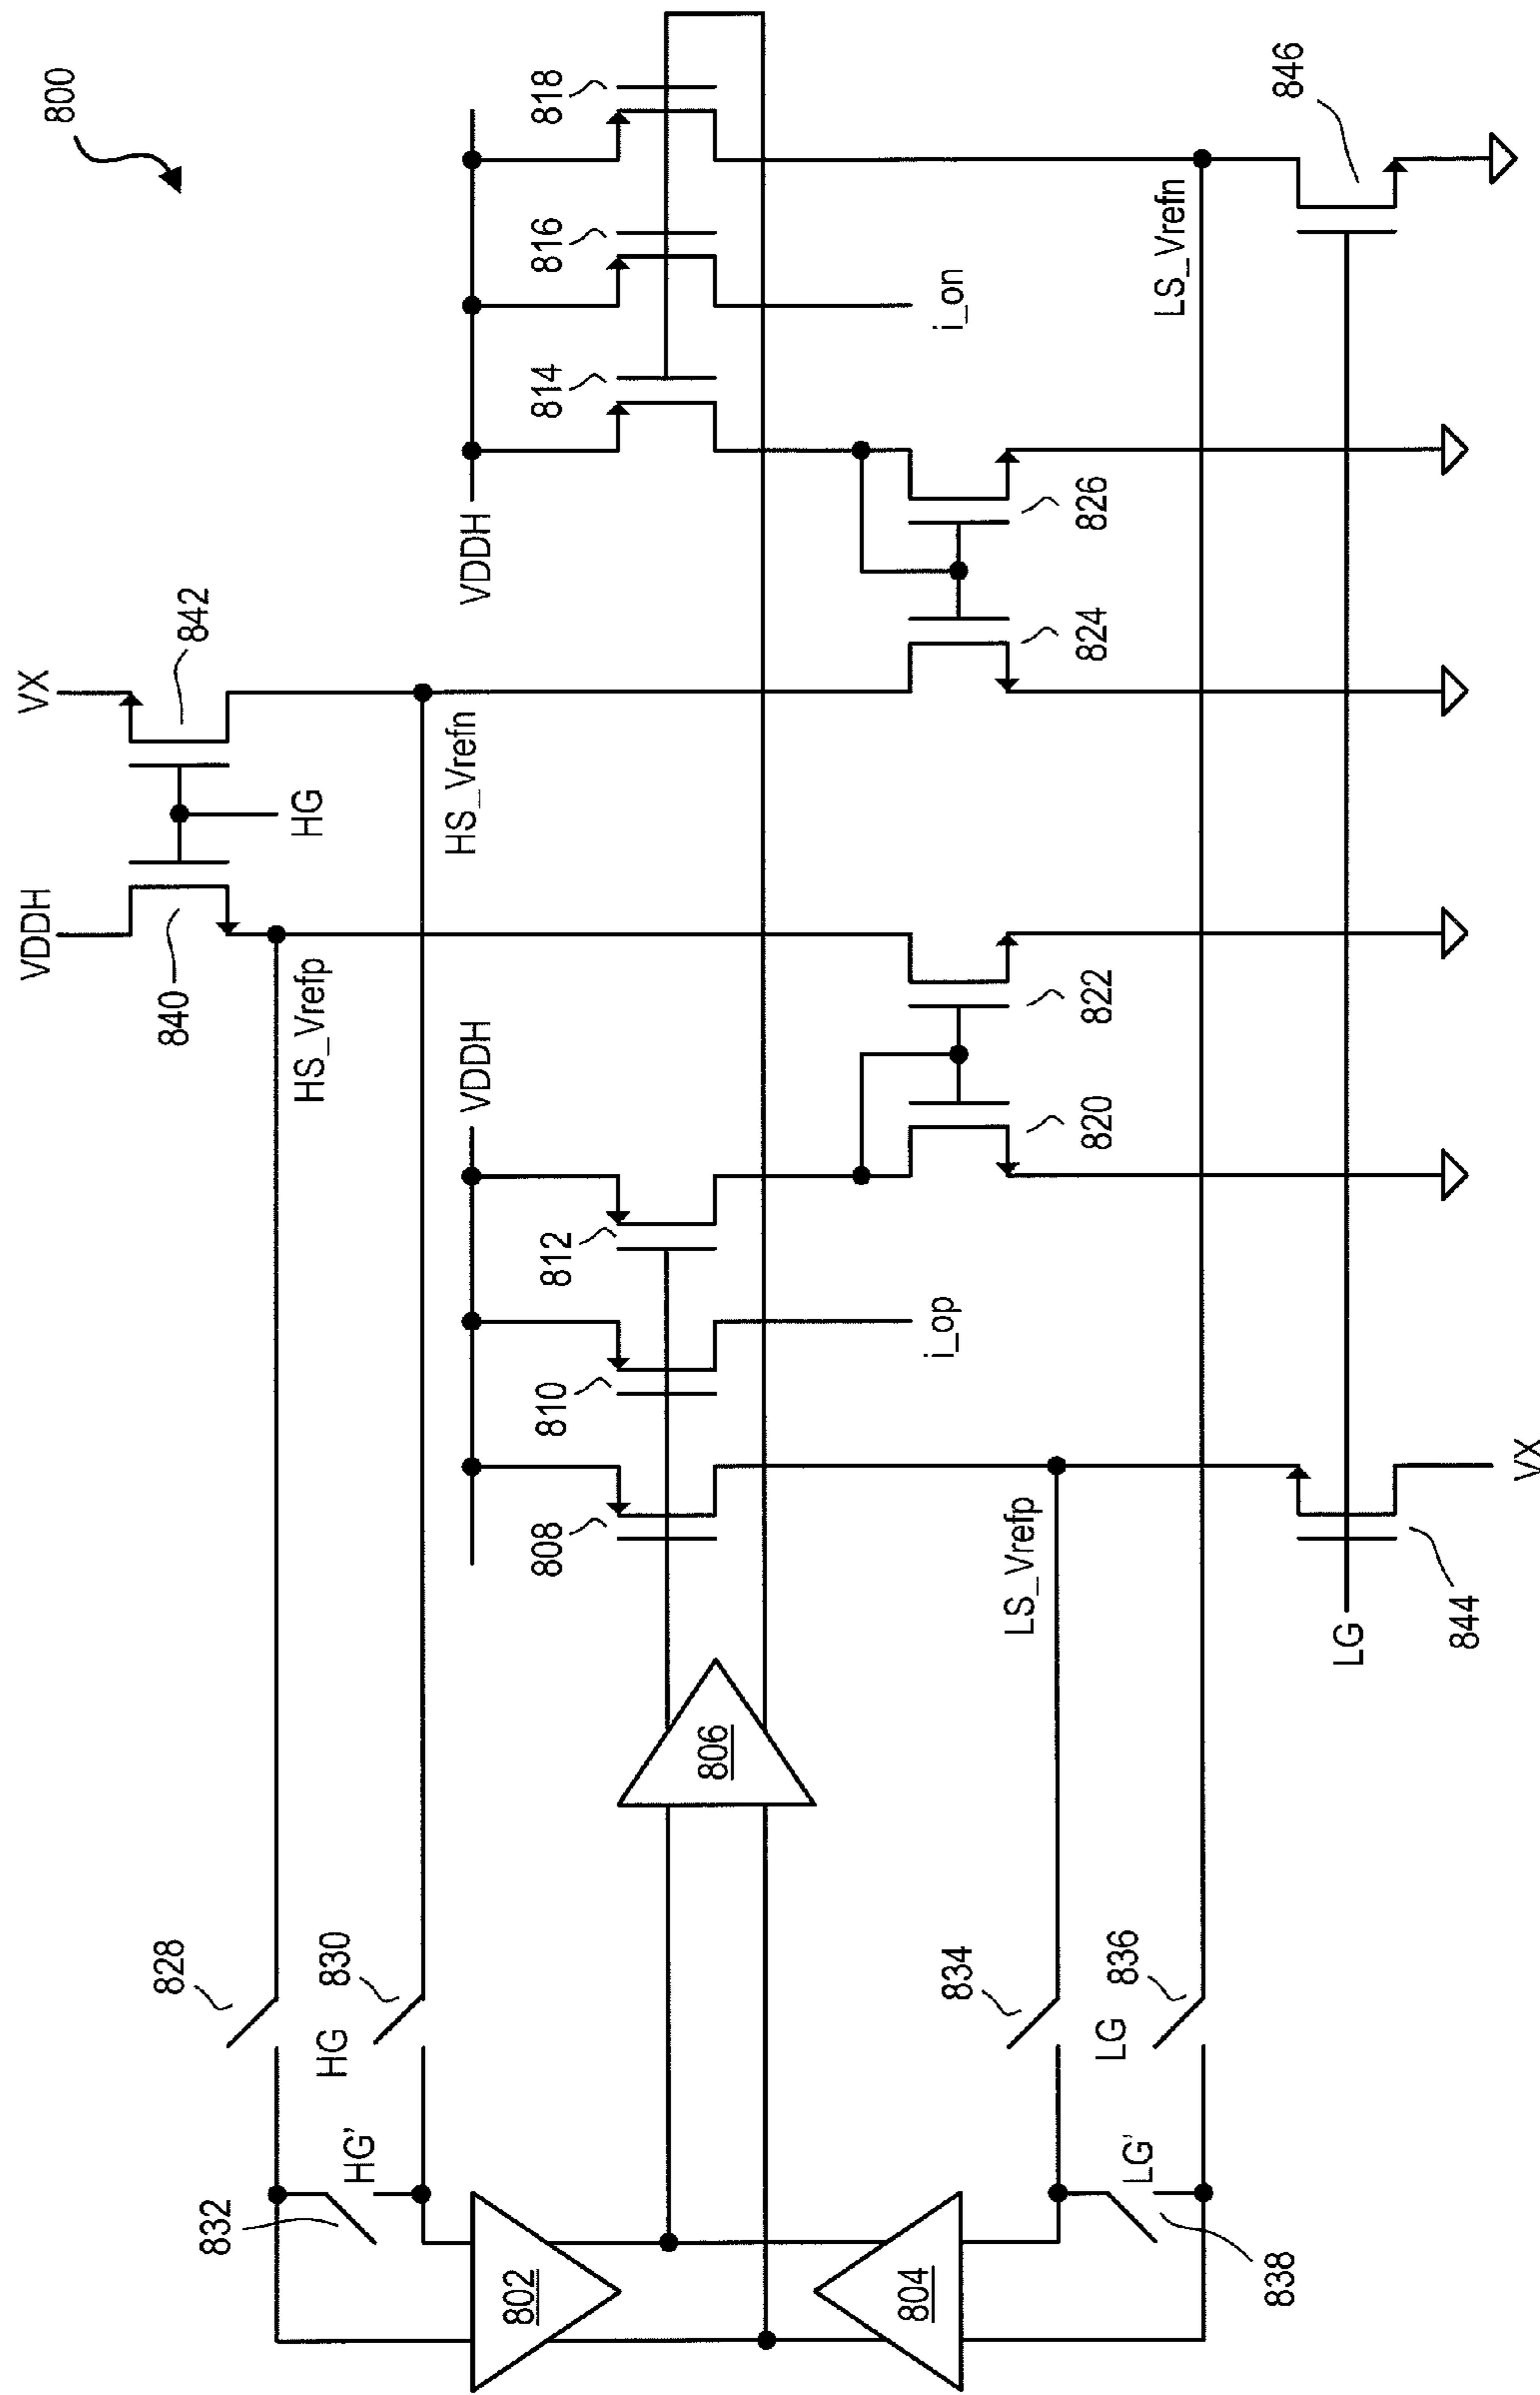 800
VX
842
VDDH
840
HG
HS_Vrefp
HS_Vrefn
VDDH
814
816
818
i_on
826
824
LS_Vrefn
846
VDDH
812
810
808
i_op
820
822
LS_Vrefp
LG
844
VX
806
828
HG
830
832
HG'
834
LG
836
LG'
838
802
804